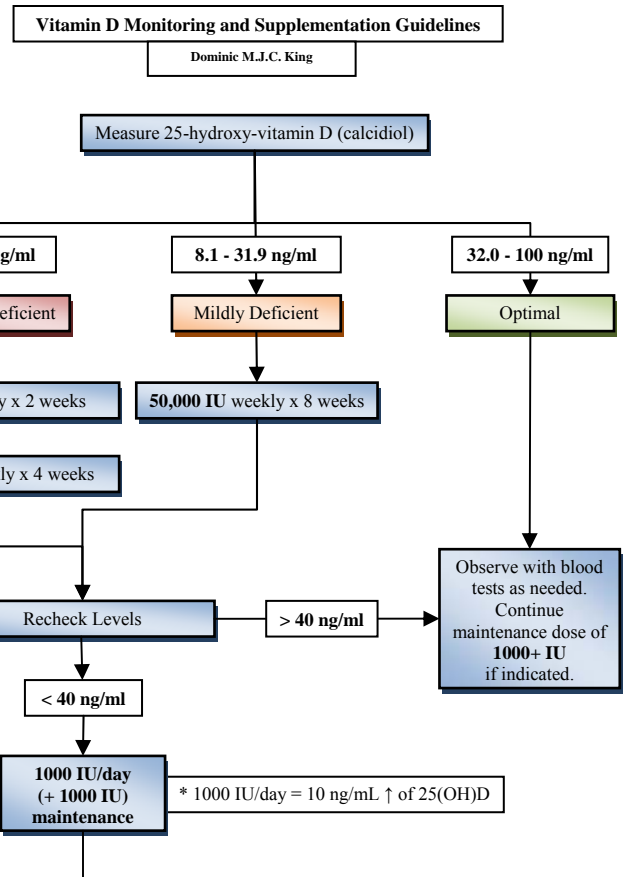 Vitamin D Monitoring and Supplementation Guidelines
Dominic M.J.C. King
Measure 25-hydroxy-vitamin D (calcidiol)
g/ml
8.1 - 31.9 ng/ml
32.0 - 100 ng/ml
eficient
Mildly Deficient
Optimal
y x 2 weeks
50,000 IU weekly x 8 weeks
ly x 4 weeks
Observe with blood
tests as needed.
Continue
maintenance dose of
1000+ IU
if indicated.
Recheck Levels
> 40 ng/ml
< 40 ng/ml
1000 IU/day
(+ 1000 IU)
maintenance
* 1000 IU/day = 10 ng/mL ↑ of 25(OH)D